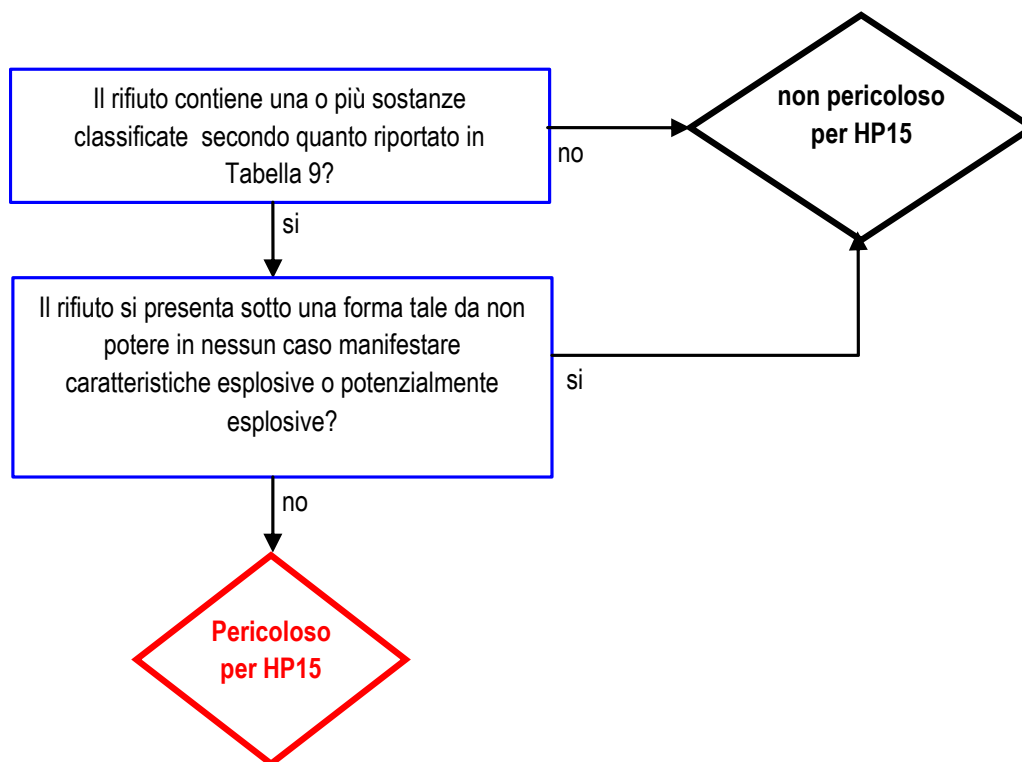 Il rifiuto contiene una o più sostanze
classificate secondo quanto riportato in
Tabella 9?
no
non pericoloso
per HP15
si
Il rifiuto si presenta sotto una forma tale da non
potere in nessun caso manifestare
caratteristiche esplosive o potenzialmente
esplosive?
si
no
Pericoloso
per HP15